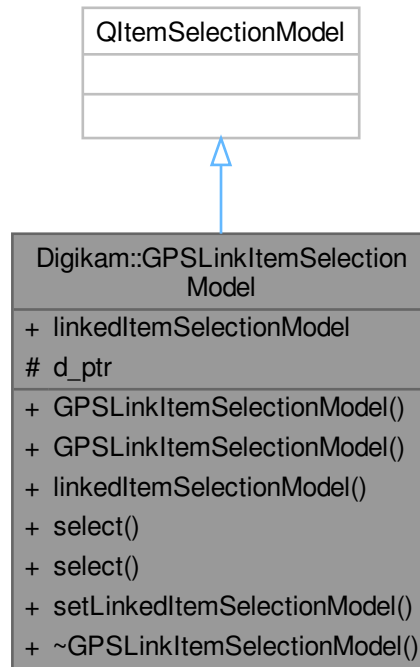 QItemSelectionModel
Digikam::GPSLinkItemSelection
Model
+ linkedItemSelectionModel
# d_ptr
+ GPSLinkItemSelectionModel()
+ GPSLinkItemSelectionModel()
+ linkedItemSelectionModel()
+ select()
+ select()
+ setLinkedItemSelectionModel()
+ ~GPSLinkItemSelectionModel()